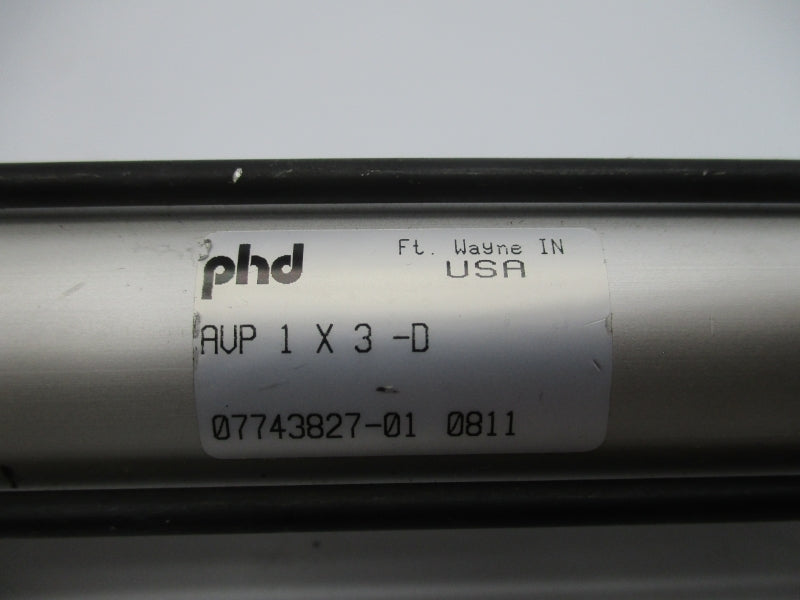 phd Ft. Wayne IN
USA
AVP 1 X 3 -D
07743827-01 0811